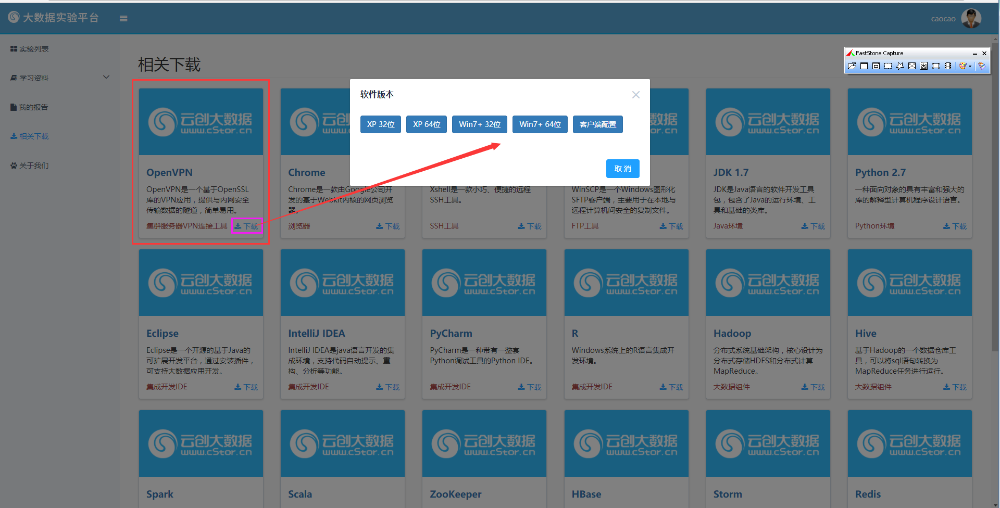 大数据实验平台
caocao
实验列表
学习资料
我的报告
相关下载
关于我们
相关下载
FastStone Capture
软件版本
XP 32位
XP 64位
Win7+ 32位
Win7+ 64位
客户端配置
取消
云创大数据
www.cStor.cn
OpenVPN
OpenVPN是一个基于OpenSSL
库的VPN应用，提供与内网安全
传输数据的隧道，简单易用。
集群服务器VPN连接工具
下载
云创
www
Chrome
Chrome是一款由Google公司开
发的基于Webkit内核的网页浏览
器。
浏览器
下载
Xshell是一款小巧、便捷的远程
SSH工具。
SSH工具
下载
数据
or.cn
WinSCP是一个Windows图形化
SFTP客户端，主要用于在本地与
远程计算机间安全的复制文件。
FTP工具
下载
云创大数据
www.cStor.cn
JDK 1.7
JDK是Java语言的软件开发工具
包，包含了Java的运行环境、工
具和基础的类库。
Java环境
下载
云创大数据
www.cStor.cn
Python 2.7
一种面向对象的具有丰富和强大的
库的解释型计算机程序设计语言。
Python环境
下载
云创大数据
www.cStor.cn
Eclipse
Eclipse是一个开源的基于Java的
可扩展开发平台，通过安装插件，
可支持大数据应用开发。
集成开发IDE
下载
云创大数据
www.cStor.cn
IntelliJ IDEA
IntelliJ IDEA是java语言开发的集
成环境，支持代码自动提示、重
构、分析等功能。
集成开发IDE
下载
云创大数据
www.cStor.cn
PyCharm
PyCharm是一种带有一整套
Python调试工具的Python IDE。
集成开发IDE
下载
云创大数据
www.cStor.cn
R
Windows系统上的R语言集成开
发环境。
集成开发IDE
下载
云创大数据
www.cStor.cn
Hadoop
分布式系统基础架构，核心设计为
分布式存储HDFS和分布式计算
MapReduce。
大数据组件
下载
云创大数据
www.cStor.cn
Hive
基于Hadoop的一个数据仓库工
具，可以将sql语句转换为
MapReduce任务进行运行。
大数据组件
下载
云创大数据
www.cStor.cn
Spark
云创大数据
www.cStor.cn
Scala
云创大数据
www.cStor.cn
ZooKeeper
云创大数据
www.cStor.cn
HBase
云创大数据
www.cStor.cn
Storm
云创大数据
www.cStor.cn
Redis